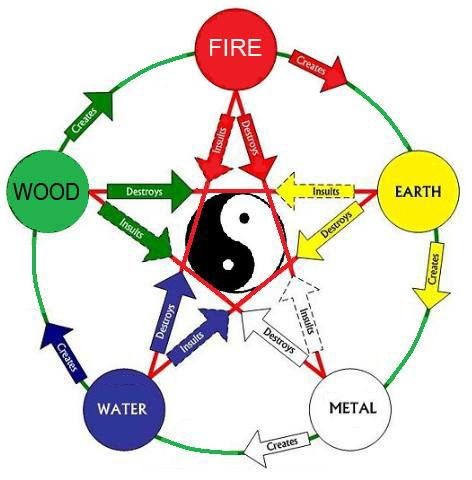 FIRE
Creates
Creates
Insults
Destroys
WOOD
Destroys
Insults
EARTH
Insults
Destroys
Creates
Destroys
Insults
Insults
Destroys
Creates
WATER
METAL
Creates